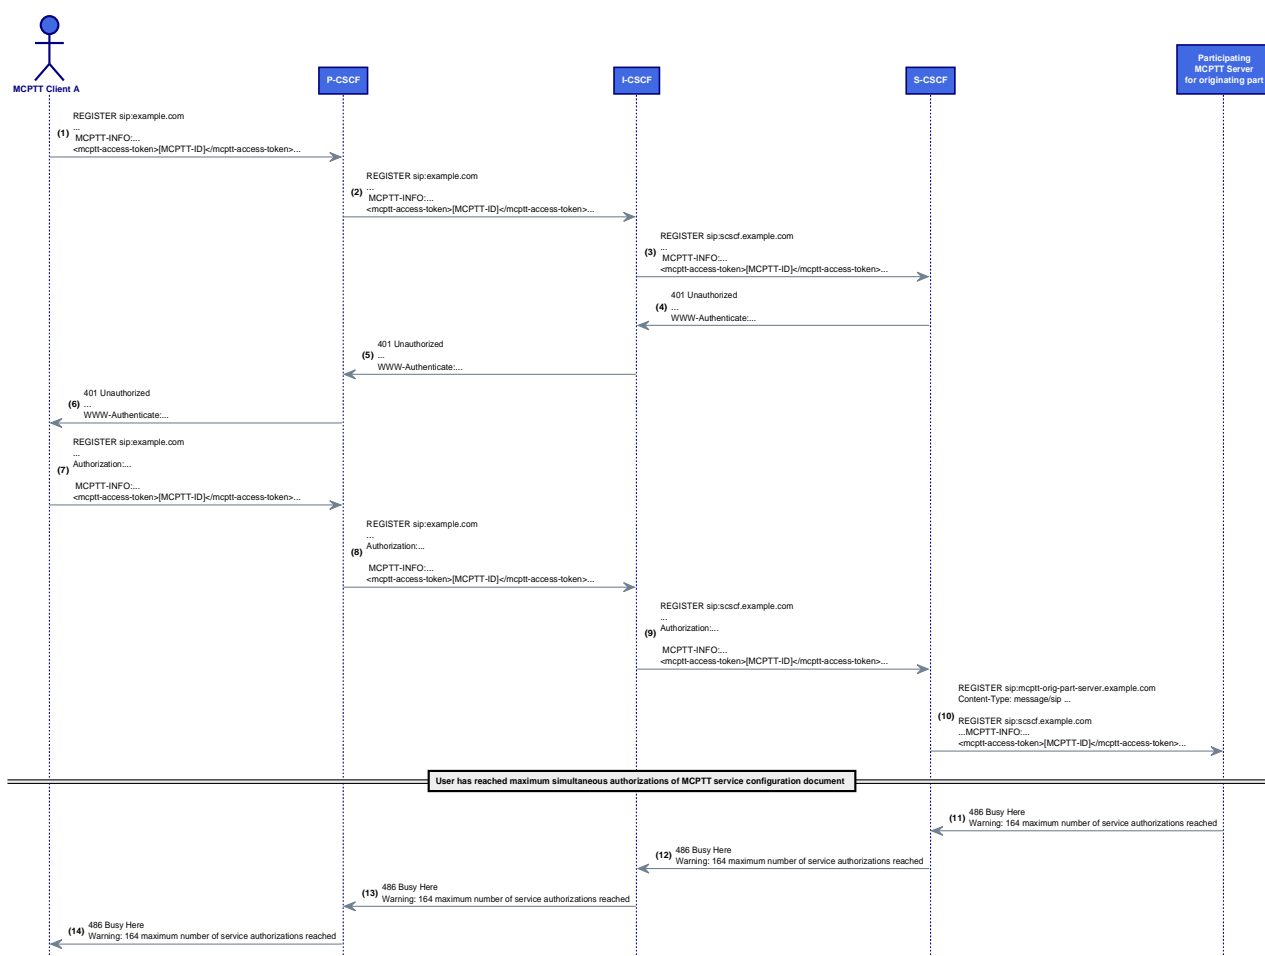 MCPTT Client A
P-CSCF
I-CSCF
S-CSCF
Participating
MCPTT Server
for originating part
REGISTER sip:example.com
...
(1)
MCPTT-INFO:...
<mcptt-access-token>[MCPTT-ID]</mcptt-access-token>...
REGISTER sip:example.com
...
(2)
MCPTT-INFO:...
<mcptt-access-token>[MCPTT-ID]</mcptt-access-token>...
REGISTER sip:scscf.example.com
...
(3)
MCPTT-INFO:...
<mcptt-access-token>[MCPTT-ID]</mcptt-access-token>...
401 Unauthorized
(4) ...
WWW-Authenticate:...
401 Unauthorized
(5) ...
WWW-Authenticate:...
401 Unauthorized
(6) ...
WWW-Authenticate:...
REGISTER sip:example.com
...
Authorization:...
(7)
MCPTT-INFO:...
<mcptt-access-token>[MCPTT-ID]</mcptt-access-token>...
REGISTER sip:example.com
...
Authorization:...
(8)
MCPTT-INFO:...
<mcptt-access-token>[MCPTT-ID]</mcptt-access-token>...
REGISTER sip:scscf.example.com
...
Authorization:...
(9)
MCPTT-INFO:...
<mcptt-access-token>[MCPTT-ID]</mcptt-access-token>...
REGISTER sip:mcptt-orig-part-server.example.com
Content-Type: message/sip ...
(10)
REGISTER sip:scscf.example.com
...MCPTT-INFO:...
<mcptt-access-token>[MCPTT-ID]</mcptt-access-token>...
User has reached maximum simultaneous authorizations of MCPTT service configuration document
486 Busy Here
(11)
Warning: 164 maximum number of service authorizations reached
486 Busy Here
(12)
Warning: 164 maximum number of service authorizations reached
486 Busy Here
(13)
Warning: 164 maximum number of service authorizations reached
486 Busy Here
(14)
Warning: 164 maximum number of service authorizations reached